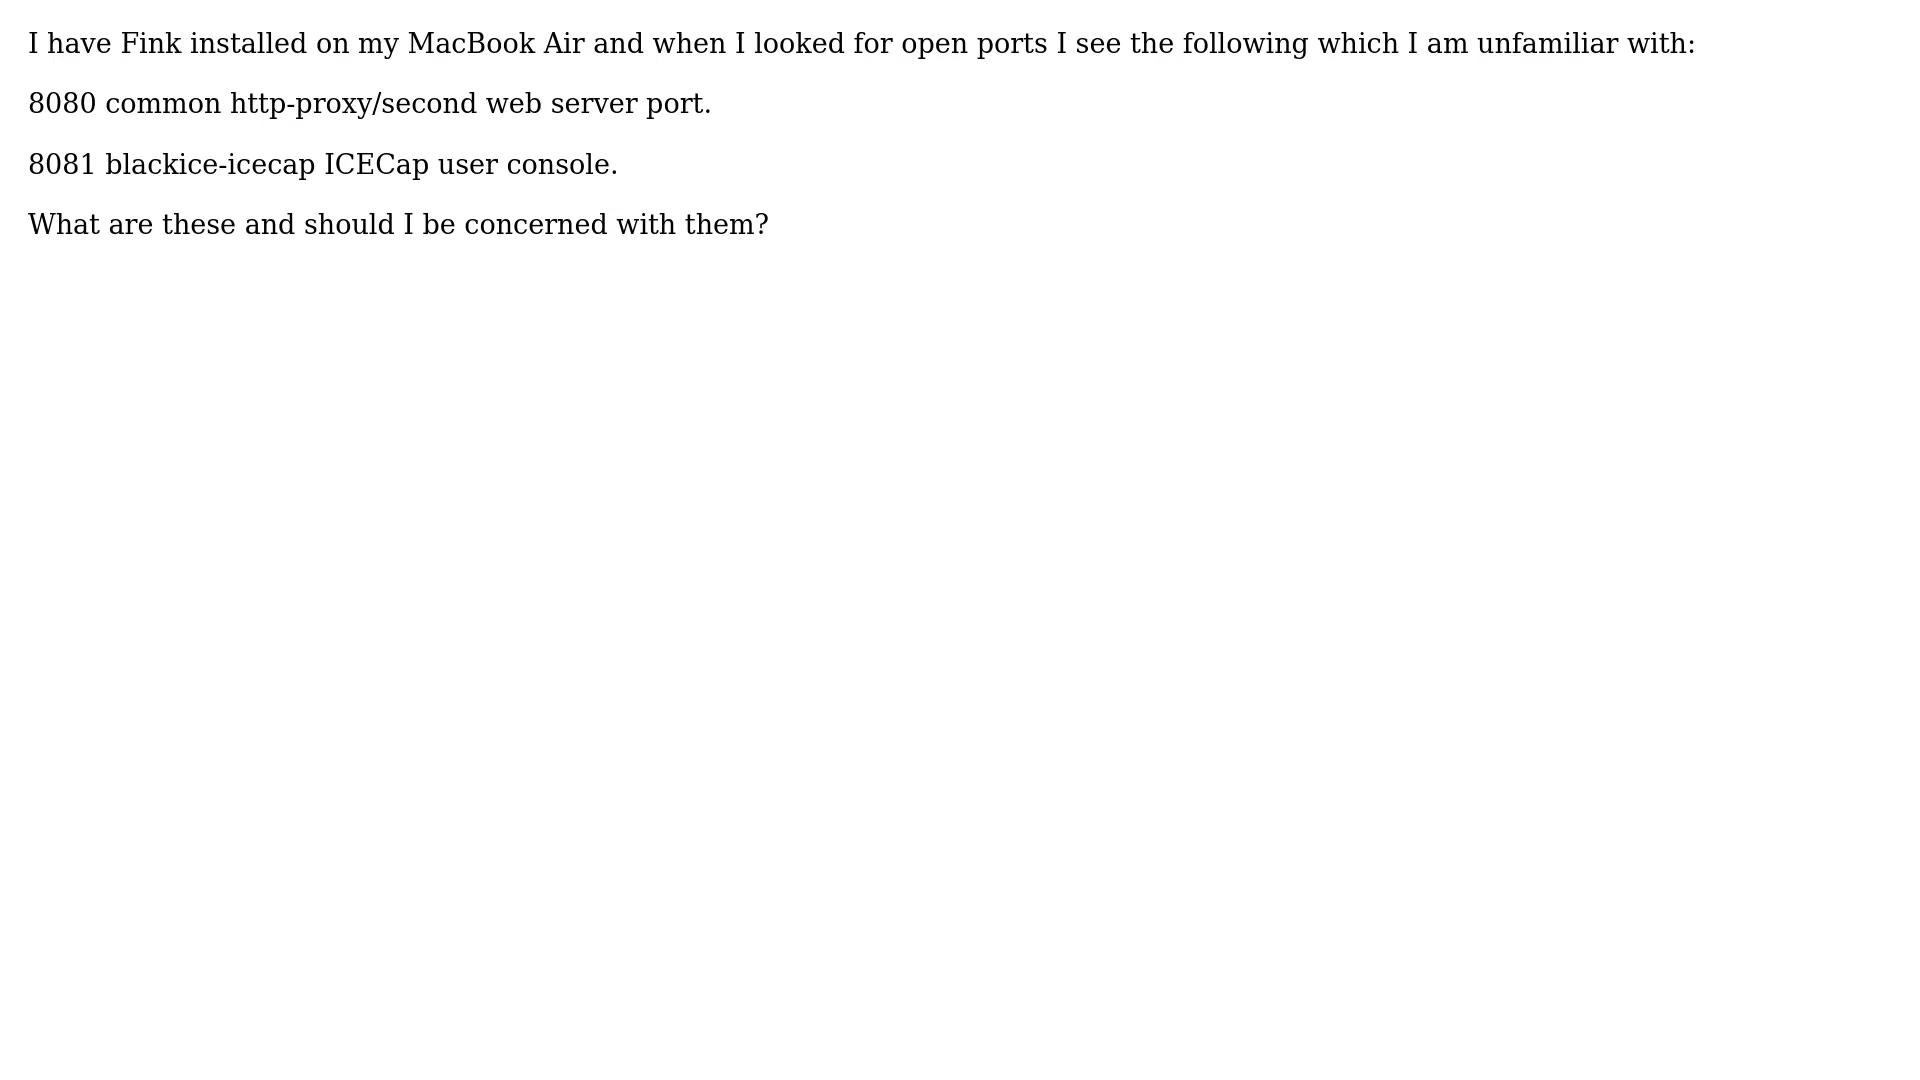 I have Fink installed on my MacBook Air and when I looked for open ports I see the following which I am unfamiliar with:
8080 common http-proxy/second web server port.
8081 blackice-icecap ICECap user console.
What are these and should I be concerned with them?